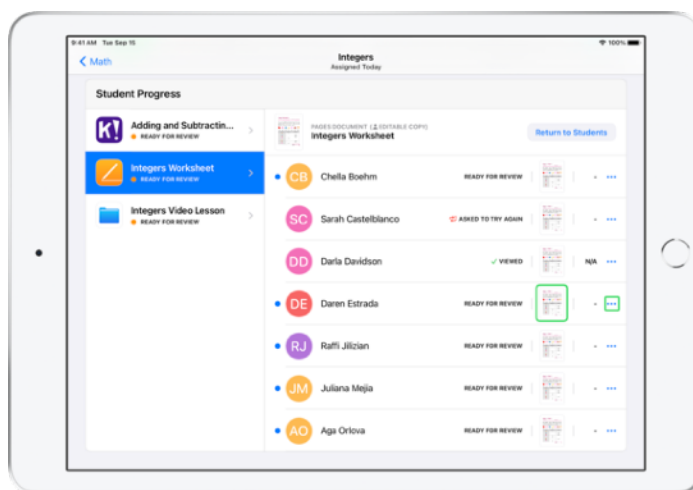 9:41 AM Tue Sep 15
100%
Math
Integers
Assigned Today
Student Progress
K!
Adding and Subtractin...
READY FOR REVIEW
Integers Worksheet
READY FOR REVIEW
Integers Video Lesson
READY FOR REVIEW
PAGES DOCUMENT (EDITABLE COPY)
Integers Worksheet
Return to Students
CB Chella Boehm READY FOR REVIEW - ...
SC Sarah Castelblanco ASKED TO TRY AGAIN - ...
DD Darla Davidson VIEWED N/A ...
DE Daren Estrada READY FOR REVIEW - ...
RJ Raffi Jilizian READY FOR REVIEW - ...
JM Juliana Mejia READY FOR REVIEW - ...
AO Aga Orlova READY FOR REVIEW - ...